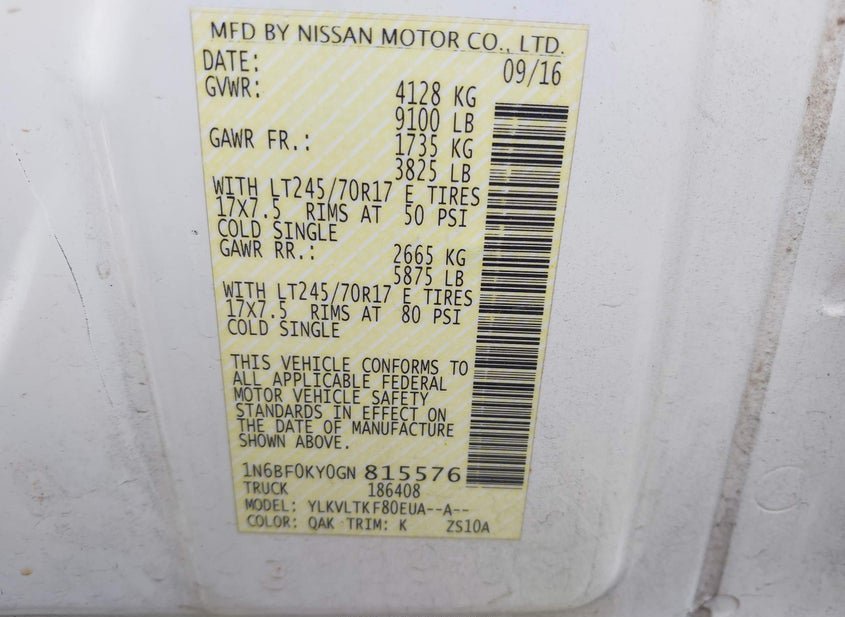 MFD BY NISSAN MOTOR CO., LTD.
DATE: 09/16
GVWR: 4128 KG
9100 LB
GAWR FR.: 1735 KG
3825 LB
WITH LT245/70R17 E TIRES
17X7.5 RIMS AT 50 PSI
COLD SINGLE
GAWR RR.: 2665 KG
5875 LB
WITH LT245/70R17 E TIRES
17X7.5 RIMS AT 80 PSI
COLD SINGLE
THIS VEHICLE CONFORMS TO
ALL APPLICABLE FEDERAL
MOTOR VEHICLE SAFETY
STANDARDS IN EFFECT ON
THE DATE OF MANUFACTURE
SHOWN ABOVE.
1N6BF0KY0GN 815576
TRUCK 186408
MODEL: YLKVLTKF80EUA--A--
COLOR: QAK TRIM: K ZS10A